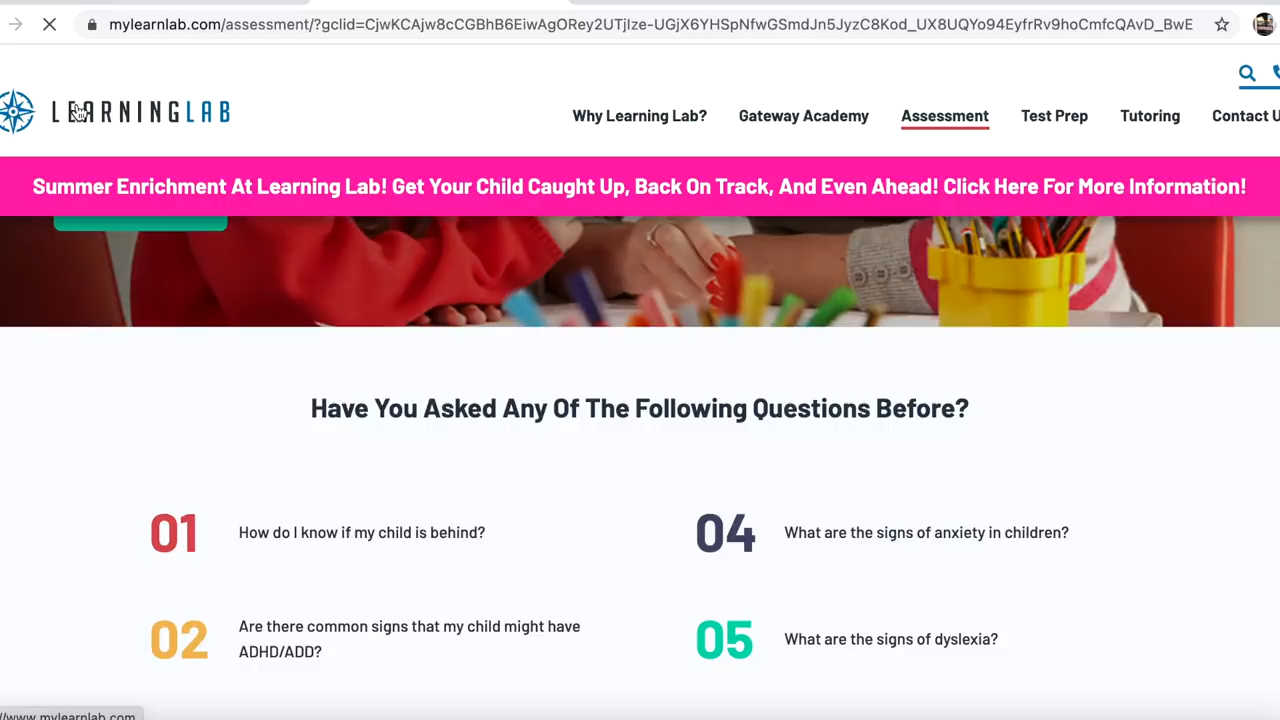 mylearnlab.com/assessment/?gclid=CjwKCAjw8cCGBhB6EiwAgORey2UTjIze-UGjX6YHSpNfwGSmdJn5JyzC8Kod_UX8UQYo94EyfrRv9hoCmfcQAvD_BwE
LEARNINGLAB
Why Learning Lab?
Gateway Academy
Assessment
Test Prep
Tutoring
Contact U
Summer Enrichment At Learning Lab! Get Your Child Caught Up, Back On Track, And Even Ahead! Click Here For More Information!
Have You Asked Any Of The Following Questions Before?
01
How do I know if my child is behind?
04
What are the signs of anxiety in children?
02
Are there common signs that my child might have
ADHD/ADD?
05
What are the signs of dyslexia?
//www.mylearnlab.com